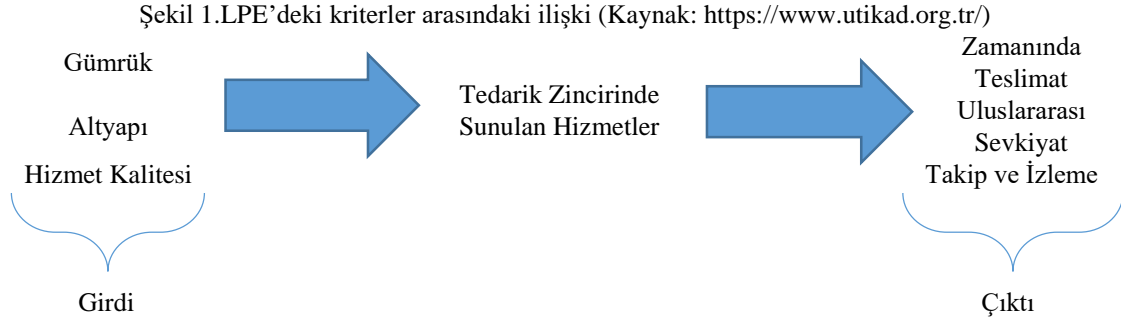 Şekil 1.LPE’deki kriterler arasındaki ilişki (Kaynak: https://www.utikad.org.tr/)
Gümrük
Altyapı
Hizmet Kalitesi
Girdi
Tedarik Zincirinde
Sunulan Hizmetler
Zamanında
Teslimat
Uluslararası
Sevkiyat
Takip ve İzleme
Çıktı